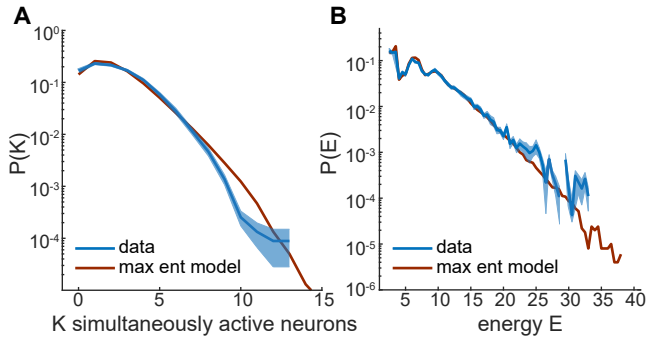 A
10^0
10^-1
10^-2
10^-3
10^-4
P(K)
data
max ent model
0 5 10 15
K simultaneously active neurons
B
10^-1
10^-2
10^-3
10^-4
10^-5
10^-6
P(E)
data
max ent model
5 10 15 20 25 30 35 40
energy E